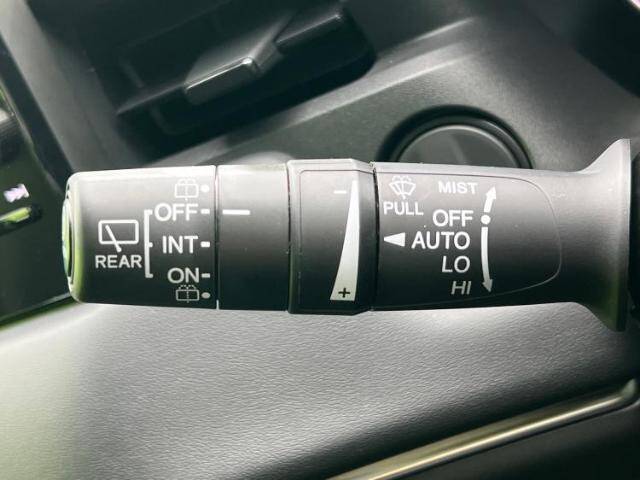 REAR
OFF
INT
ON
-
+
PULL
MIST
OFF
AUTO
LO
HI